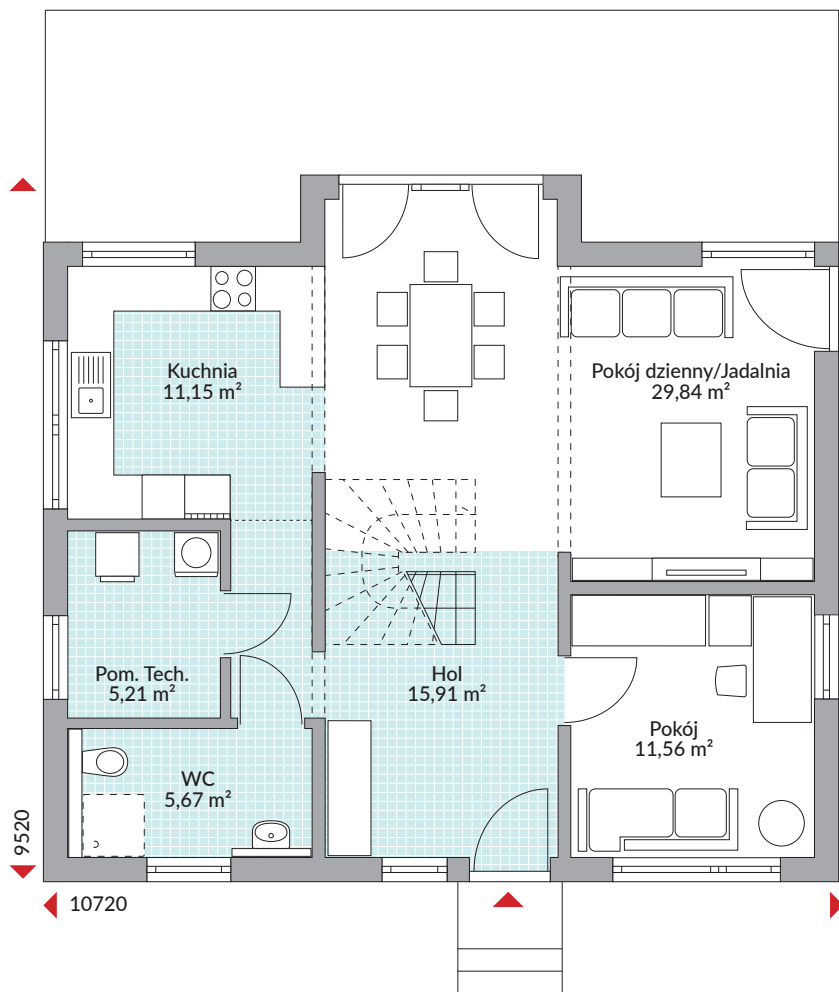 Kuchnia
11,15 m²
Pokój dzienny/Jadalnia
29,84 m²
Pom. Tech.
5,21 m²
Hol
15,91 m²
Pokój
11,56 m²
WC
5,67 m²
9520
10720